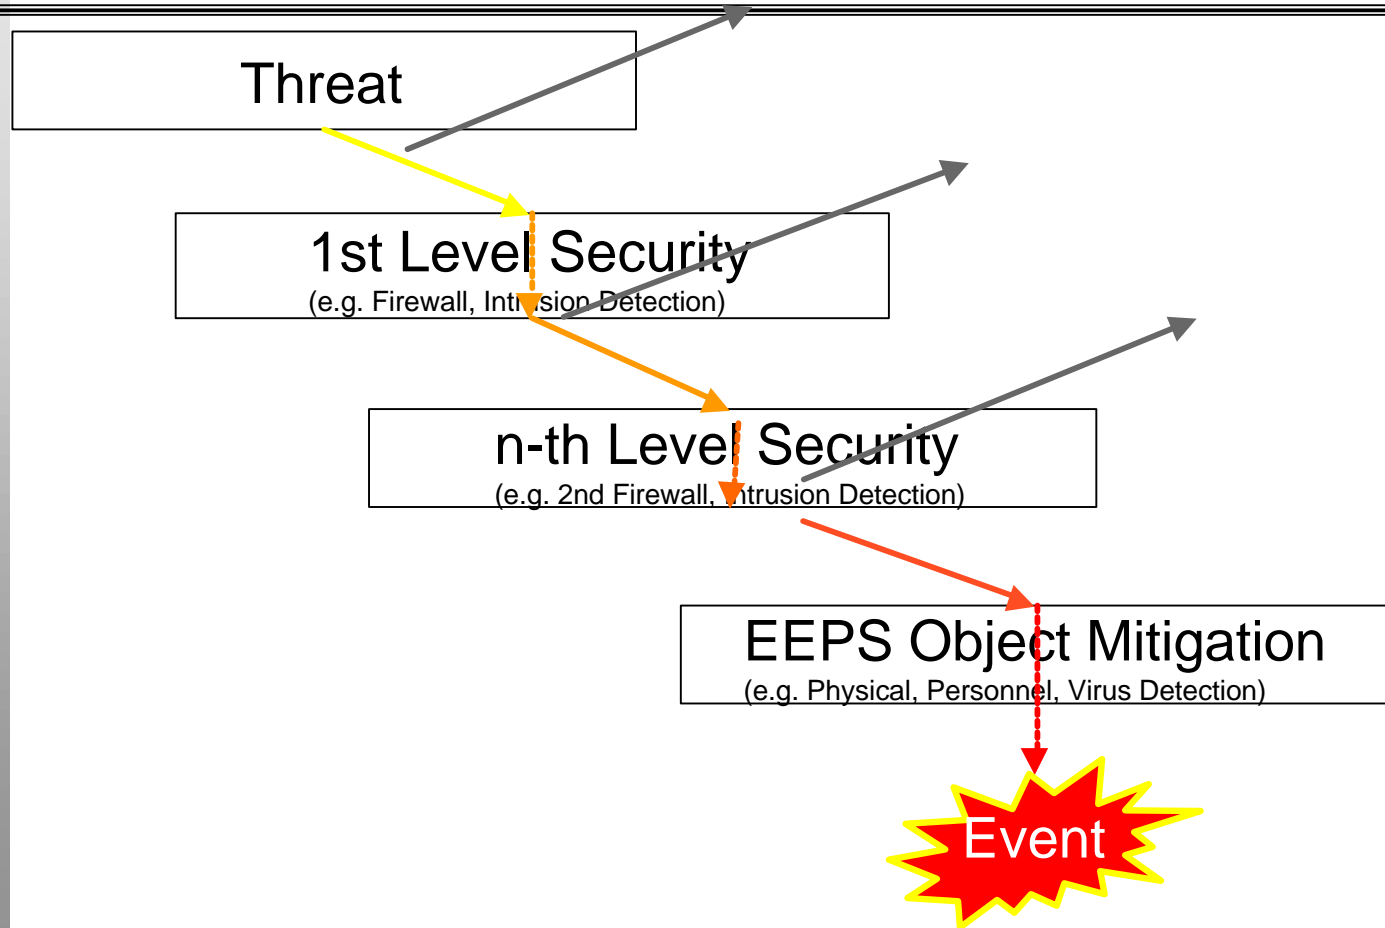 Threat
1st Level Security
(e.g. Firewall, Intrusion Detection)
n-th Level Security
(e.g. 2nd Firewall, Intrusion Detection)
EEPS Object Mitigation
(e.g. Physical, Personnel, Virus Detection)
Event